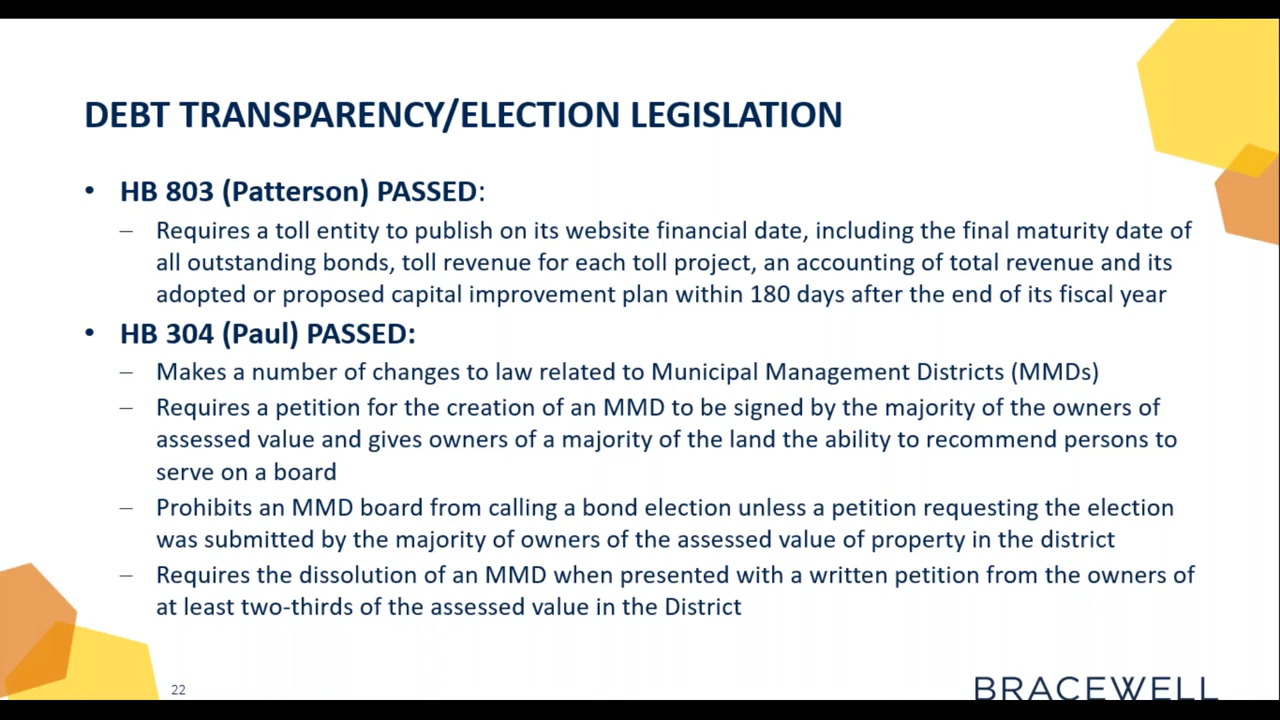 DEBT TRANSPARENCY/ELECTION LEGISLATION
• HB 803 (Patterson) PASSED:
– Requires a toll entity to publish on its website financial date, including the final maturity date of
all outstanding bonds, toll revenue for each toll project, an accounting of total revenue and its
adopted or proposed capital improvement plan within 180 days after the end of its fiscal year
• HB 304 (Paul) PASSED:
– Makes a number of changes to law related to Municipal Management Districts (MMDs)
– Requires a petition for the creation of an MMD to be signed by the majority of the owners of
assessed value and gives owners of a majority of the land the ability to recommend persons to
serve on a board
– Prohibits an MMD board from calling a bond election unless a petition requesting the election
was submitted by the majority of owners of the assessed value of property in the district
– Requires the dissolution of an MMD when presented with a written petition from the owners of
at least two-thirds of the assessed value in the District
22
BRACEWELL